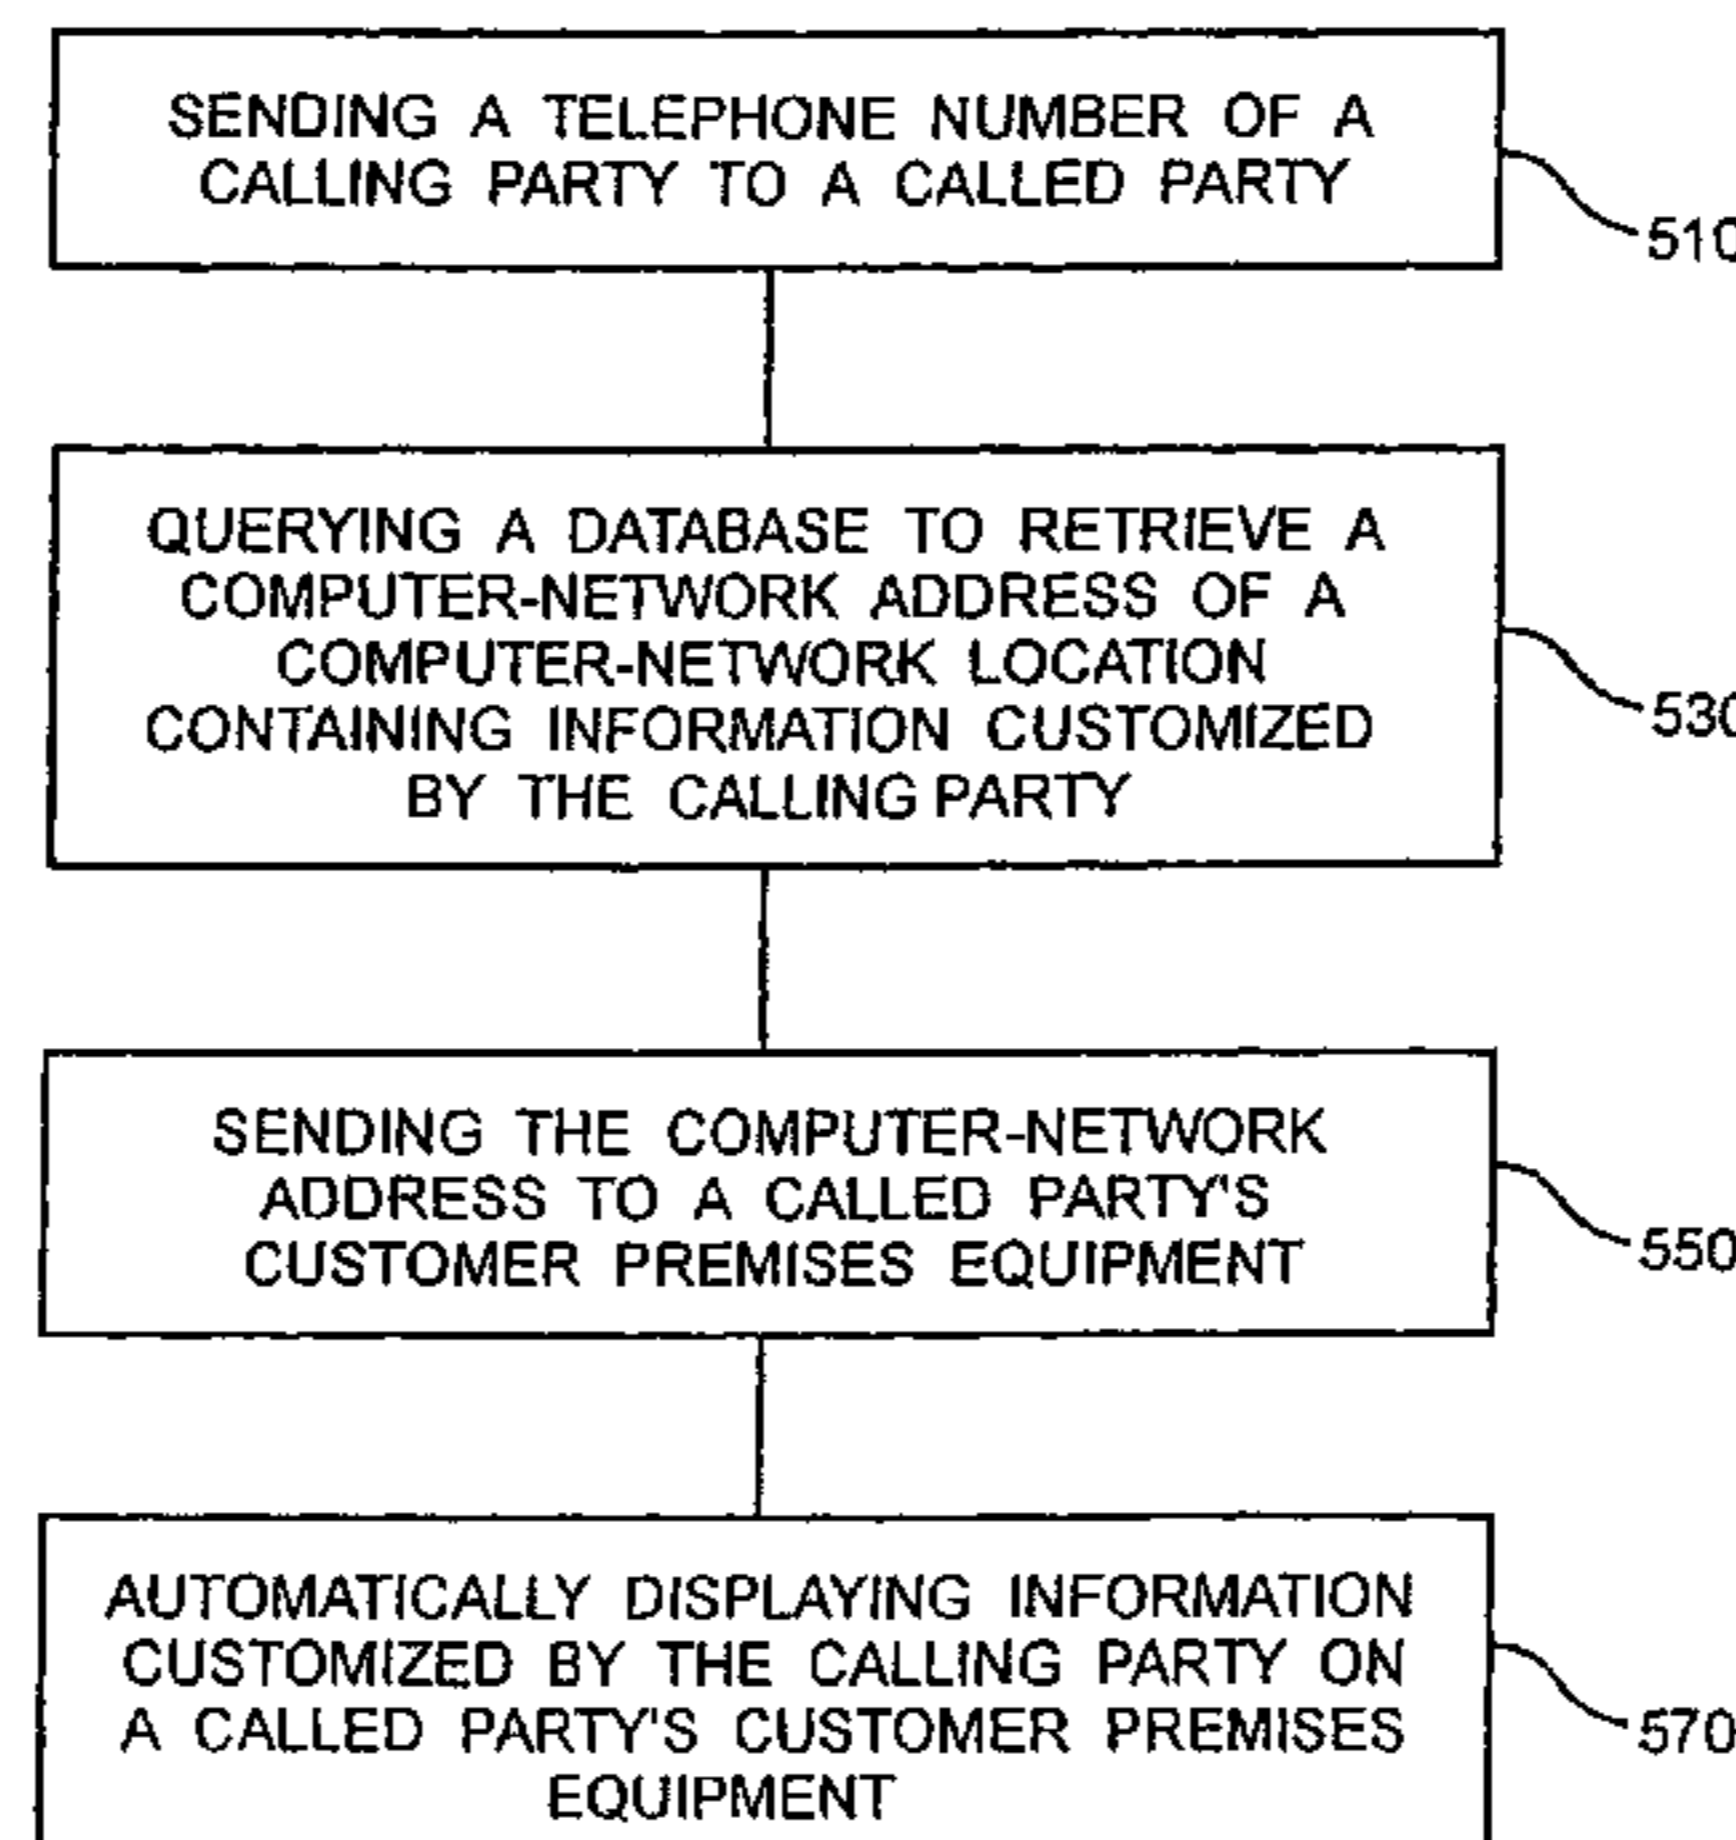 SENDING A TELEPHONE NUMBER OF A
CALLING PARTY TO A CALLED PARTY
510
QUERYING A DATABASE TO RETRIEVE A
COMPUTER-NETWORK ADDRESS OF A
COMPUTER-NETWORK LOCATION
CONTAINING INFORMATION CUSTOMIZED
BY THE CALLING PARTY
530
SENDING THE COMPUTER-NETWORK
ADDRESS TO A CALLED PARTY'S
CUSTOMER PREMISES EQUIPMENT
550
AUTOMATICALLY DISPLAYING INFORMATION
CUSTOMIZED BY THE CALLING PARTY ON
A CALLED PARTY'S CUSTOMER PREMISES
EQUIPMENT
570